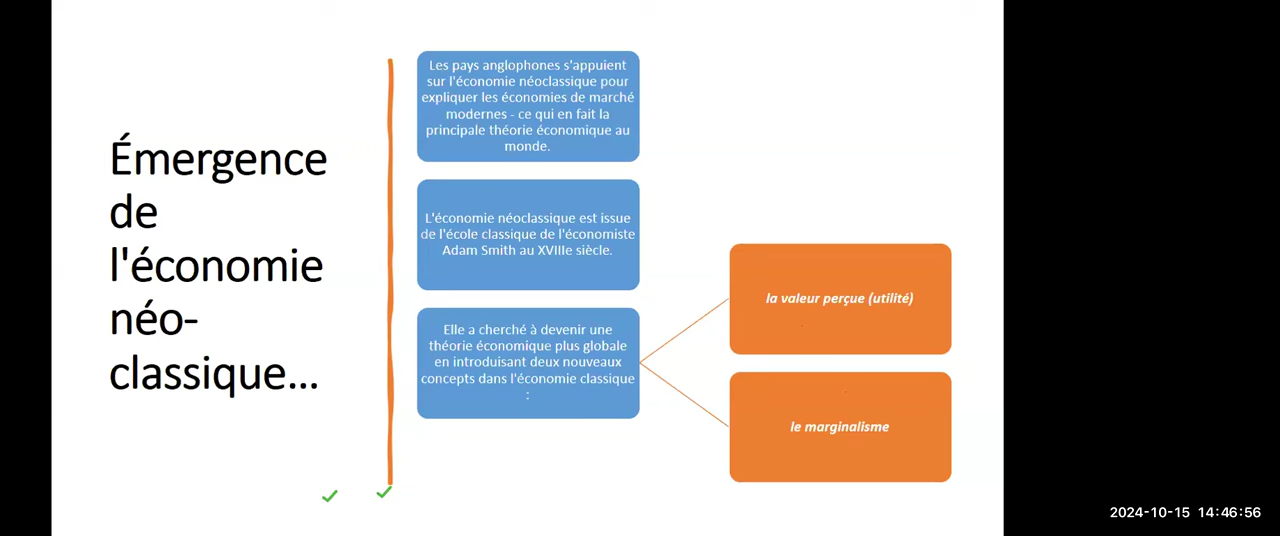 Émergence
de
l'économie
néo-
classique...
Les pays anglophones s'appuient
sur l'économie néoclassique pour
expliquer les économies de marché
modernes - ce qui en fait la
principale théorie économique au
monde.
L'économie néoclassique est issue
de l'école classique de l'économiste
Adam Smith au XVIIIe siècle.
Elle a cherché à devenir une
théorie économique plus globale
en introduisant deux nouveaux
concepts dans l'économie classique
:
la valeur perçue (utilité)
le marginalisme
2024-10-15 14:46:56